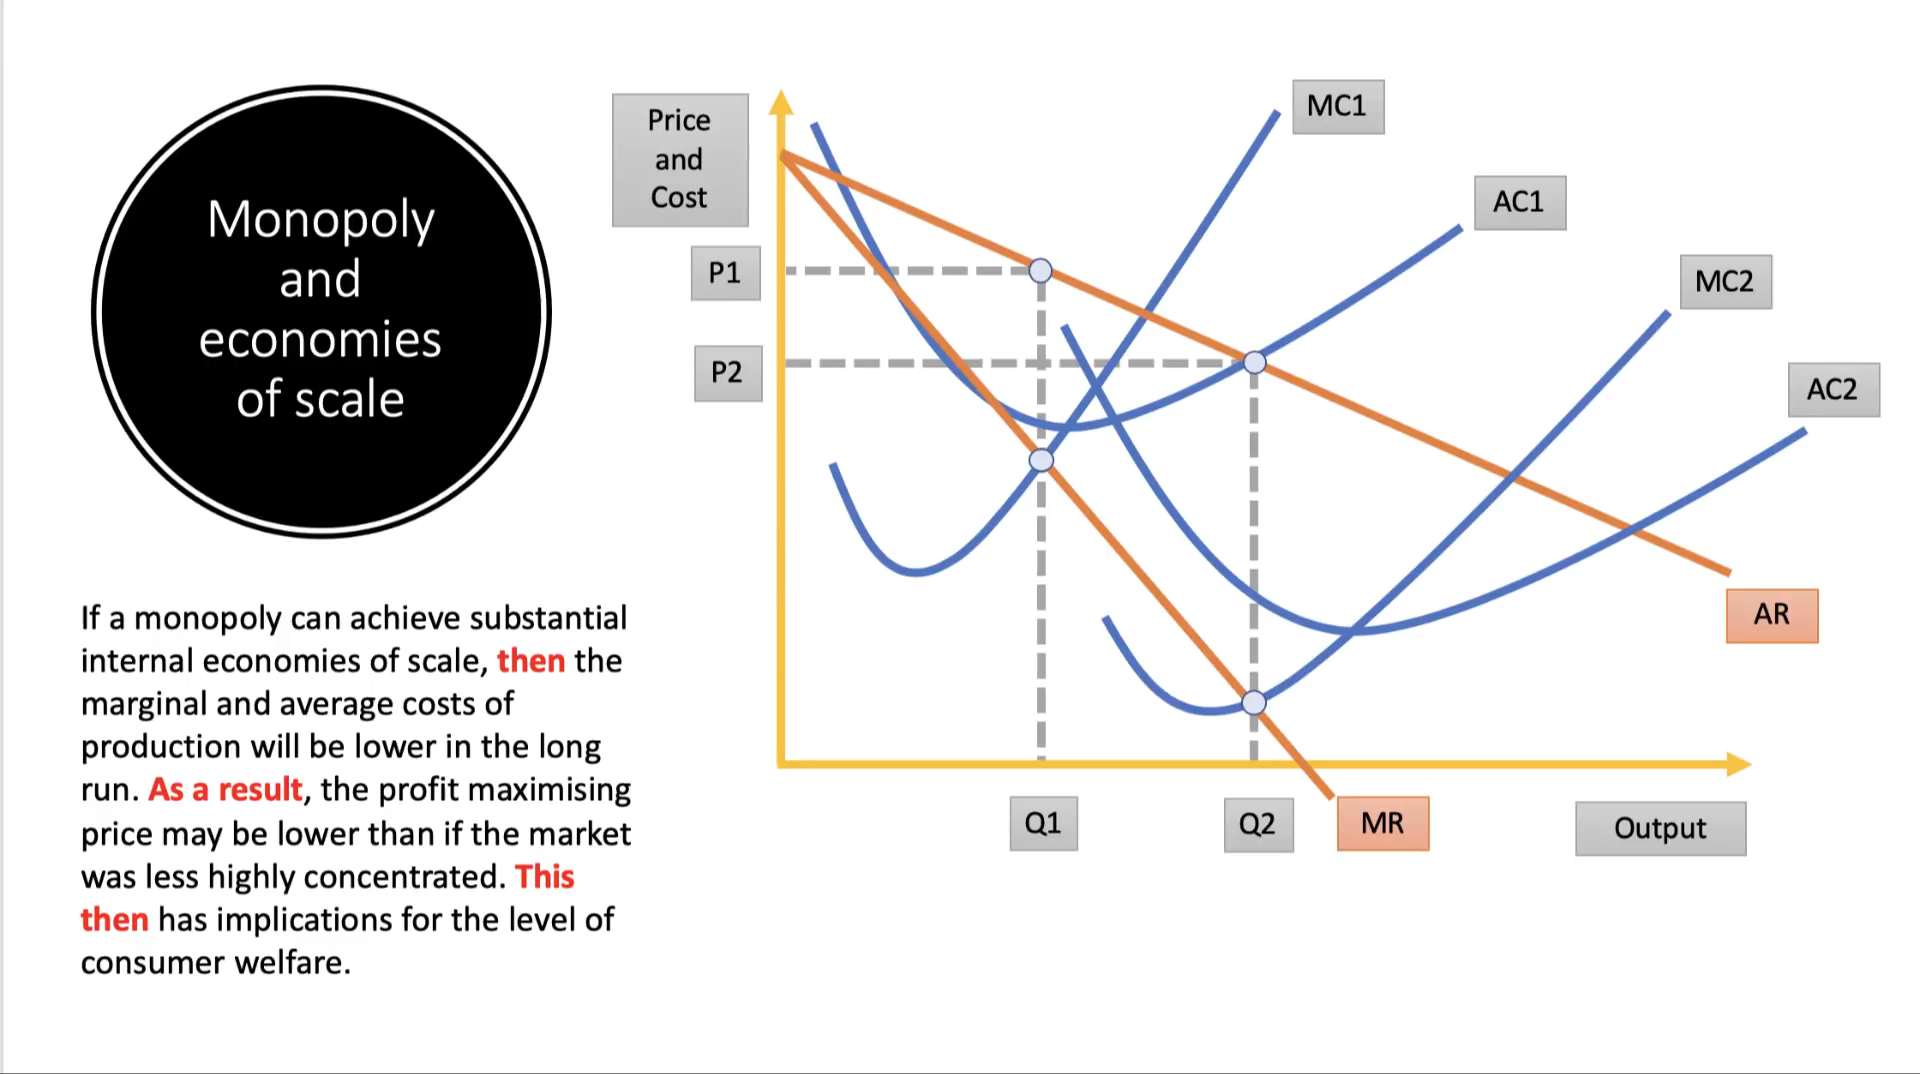 Monopoly
and
economies
of scale
If a monopoly can achieve substantial
internal economies of scale, then the
marginal and average costs of
production will be lower in the long
run. As a result, the profit maximising
price may be lower than if the market
was less highly concentrated. This
then has implications for the level of
consumer welfare.
Price
and
Cost
P1
P2
MC1
AC1
MC2
AC2
AR
Q1
Q2
MR
Output